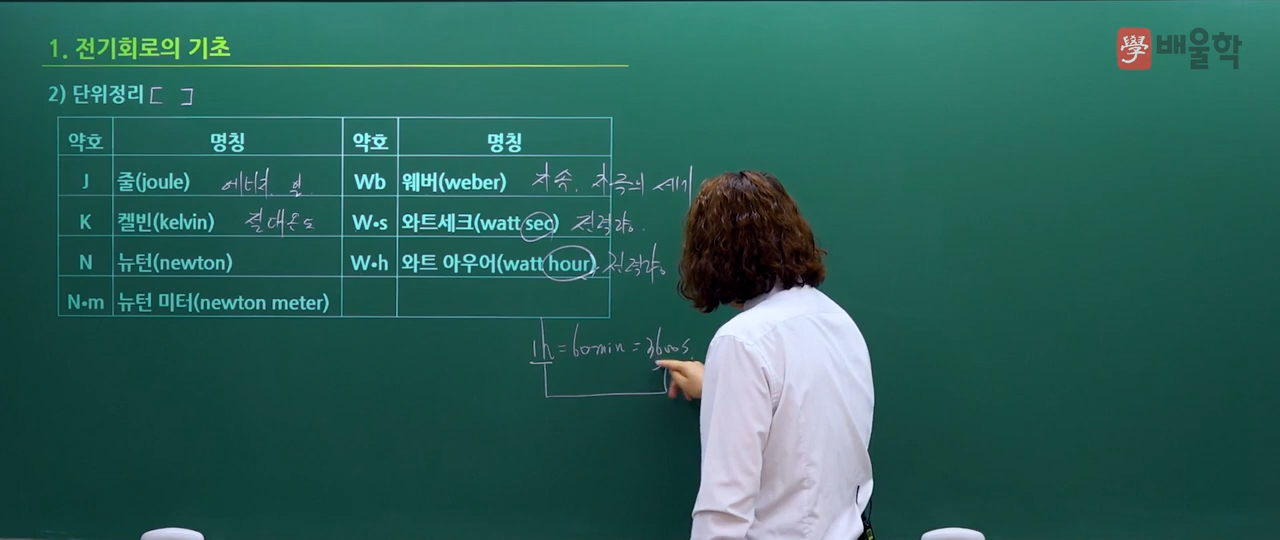 1. 전기회로의 기초
學 배울학
2) 단위정리 [ ]
약호 명칭 약호 명칭
J 줄(joule) 에너지, 일. Wb 웨버(weber) 자속, 자극의 세기
K 켈빈(kelvin) 절대온도 W•s 와트세크(watt sec) 전력량.
N 뉴턴(newton) W•h 와트 아우어(watt hour) 전력량.
N•m 뉴턴 미터(newton meter)
1h = 60min = 3600s.